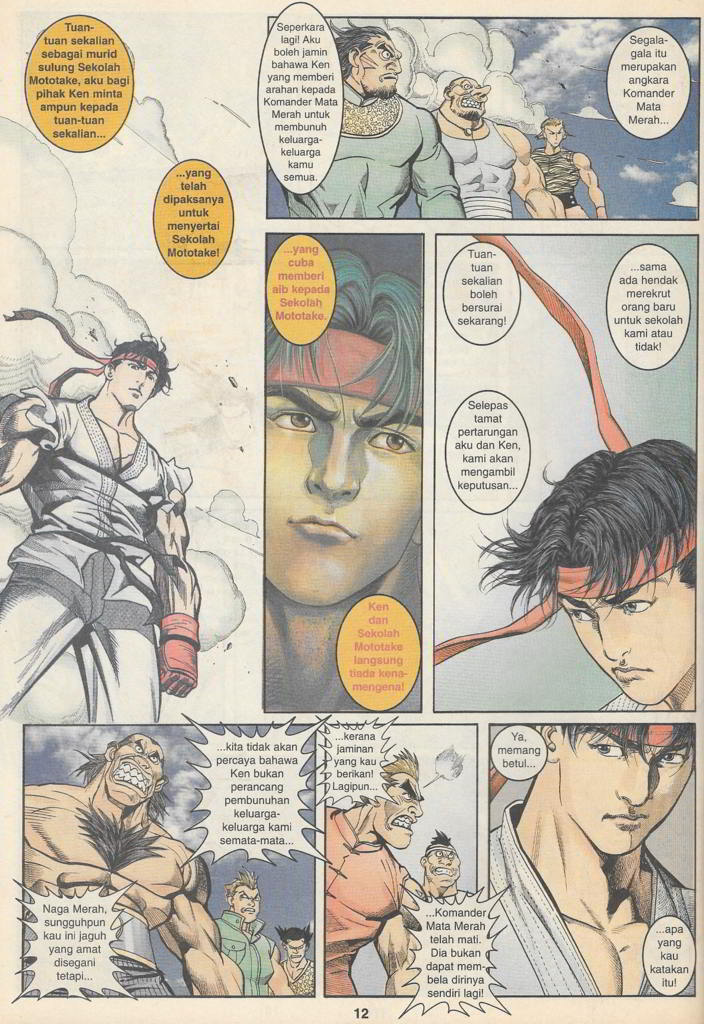 Tuan-
tuan sekalian
sebagai murid
sulung Sekolah
Mototake, aku bagi
pihak Ken minta
ampun kepada
tuan-tuan
sekalian...
...yang
telah
dipaksanya
untuk
menyertai
Sekolah
Mototake!
Seperkara
lagi! Aku
boleh jamin
bahawa Ken
yang memberi
arahan kepada
Komander Mata
Merah untuk
membunuh
keluarga-
keluarga
kamu
semua.
Segala-
gala itu
merupakan
angkara
Komander
Mata
Merah...
...yang
cuba
memberi
aib kepada
Sekolah
Mototake.
Ken
dan
Sekolah
Mototake
langsung
tiada kena-
mengena!
Tuan-
tuan
sekalian
boleh
bersurai
sekarang!
...sama
ada hendak
merekrut
orang baru
untuk sekolah
kami atau
tidak!
Selepas
tamat
pertarungan
aku dan Ken,
kami akan
mengambil
keputusan...
...kita tidak akan
percaya bahawa
Ken bukan
perancang
pembunuhan
keluarga-
keluarga kami
semata-mata...
Naga Merah,
sungguhpun
kau ini jaguh
yang amat
disegani
tetapi...
...kerana
jaminan
yang kau
berikan!
Lagipun...
...Komander
Mata Merah
telah mati.
Dia bukan
dapat mem-
bela dirinya
sendiri lagi!
Ya,
memang
betul...
...apa
yang
kau
katakan
itu!
12